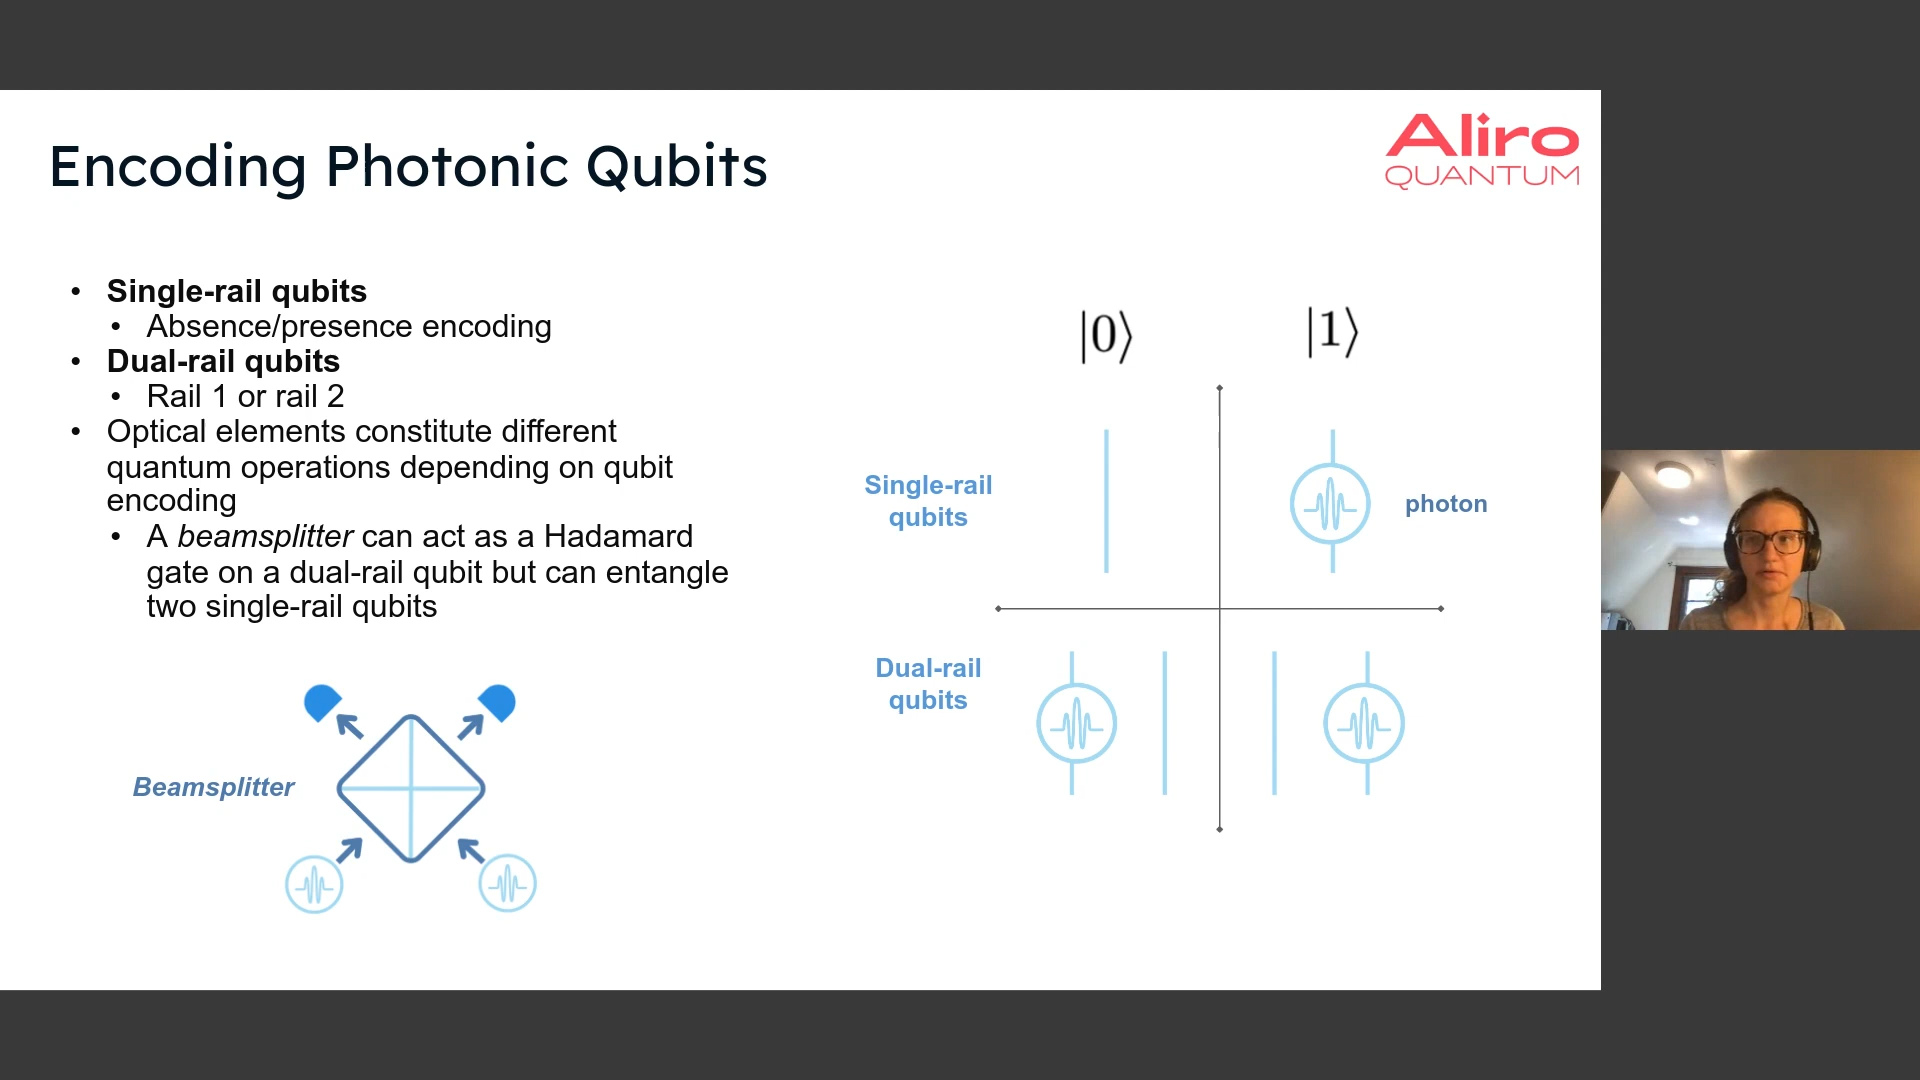 Encoding Photonic Qubits
Aliro
QUANTUM
• Single-rail qubits
• Absence/presence encoding
• Dual-rail qubits
• Rail 1 or rail 2
• Optical elements constitute different
quantum operations depending on qubit
encoding
• A beamsplitter can act as a Hadamard
gate on a dual-rail qubit but can entangle
two single-rail qubits
Beamsplitter
|0⟩ |1⟩
Single-rail
qubits
photon
Dual-rail
qubits